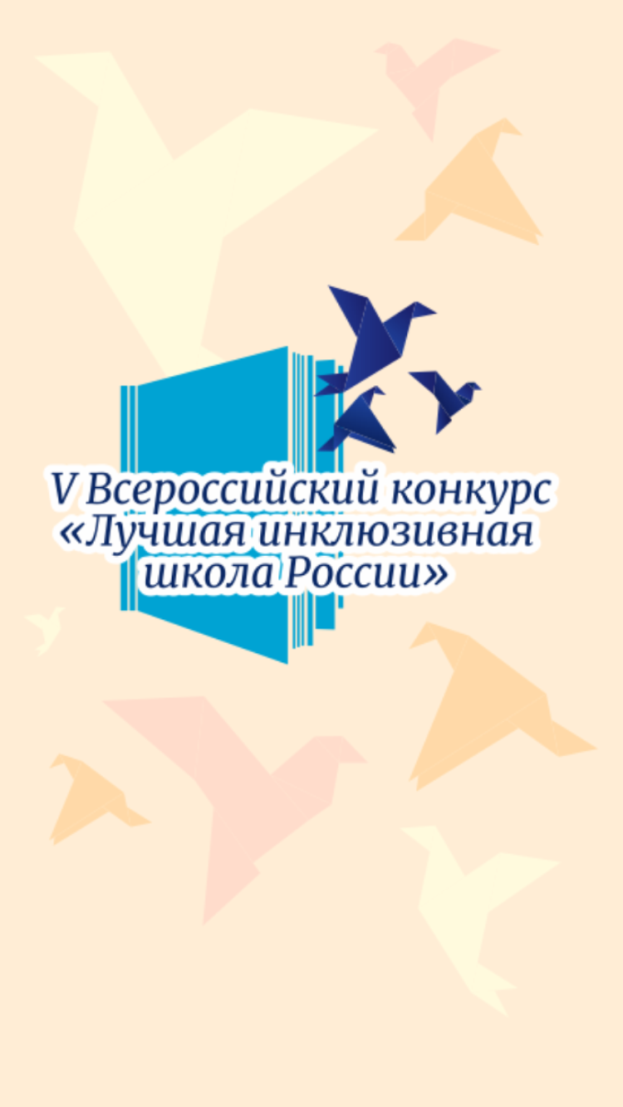 V Всероссийский конкурс
«Лучшая инклюзивная
школа России»